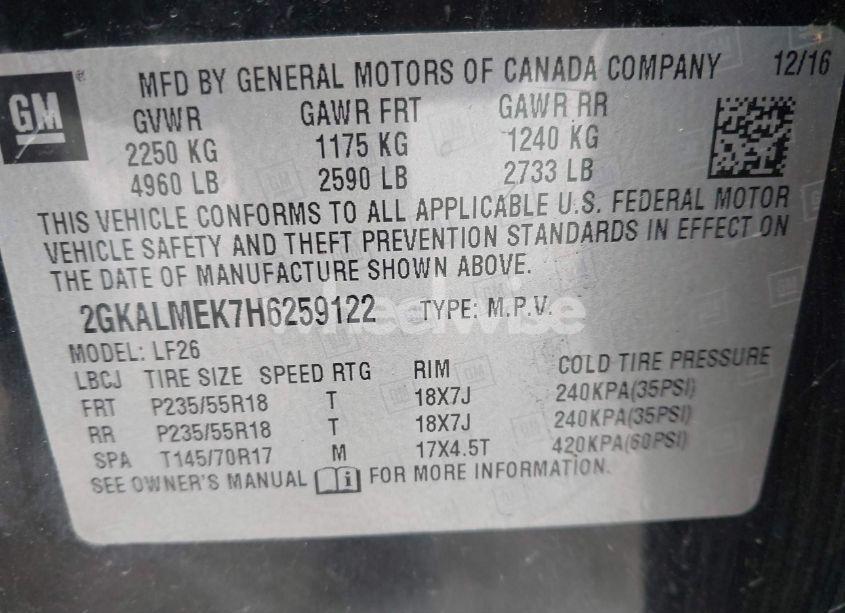 GM
MFD BY GENERAL MOTORS OF CANADA COMPANY 12/16
GVWR GAWR FRT GAWR RR
2250 KG 1175 KG 1240 KG
4960 LB 2590 LB 2733 LB
THIS VEHICLE CONFORMS TO ALL APPLICABLE U.S. FEDERAL MOTOR
VEHICLE SAFETY AND THEFT PREVENTION STANDARDS IN EFFECT ON
THE DATE OF MANUFACTURE SHOWN ABOVE.
2GKALMEK7H6259122 TYPE: M.P.V.
wheelwise
MODEL: LF26
LBCJ TIRE SIZE SPEED RTG RIM COLD TIRE PRESSURE
FRT P235/55R18 T 18X7J 240KPA(35PSI)
RR P235/55R18 T 18X7J 240KPA(35PSI)
SPA T145/70R17 M 17X4.5T 420KPA(60PSI)
SEE OWNER'S MANUAL FOR MORE INFORMATION.